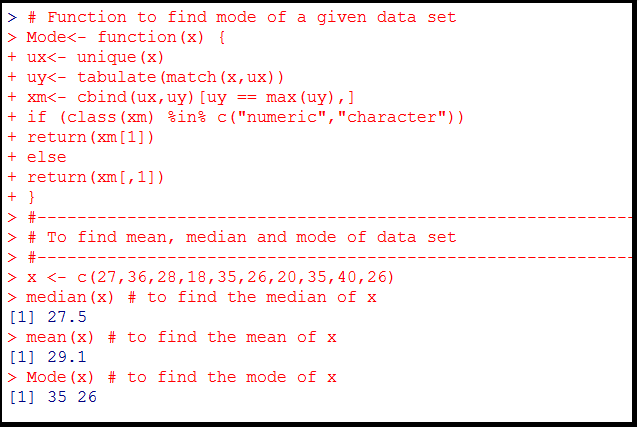 > # Function to find mode of a given data set
> Mode<- function(x) {
+ ux<- unique(x)
+ uy<- tabulate(match(x,ux))
+ xm<- cbind(ux,uy)[uy == max(uy),]
+ if (class(xm) %in% c("numeric","character"))
+ return(xm[1])
+ else
+ return(xm[,1])
+ }
> #------------------------------------------------------------
> # To find mean, median and mode of data set
> #------------------------------------------------------------
> x <- c(27,36,28,18,35,26,20,35,40,26)
> median(x) # to find the median of x
[1] 27.5
> mean(x) # to find the mean of x
[1] 29.1
> Mode(x) # to find the mode of x
[1] 35 26